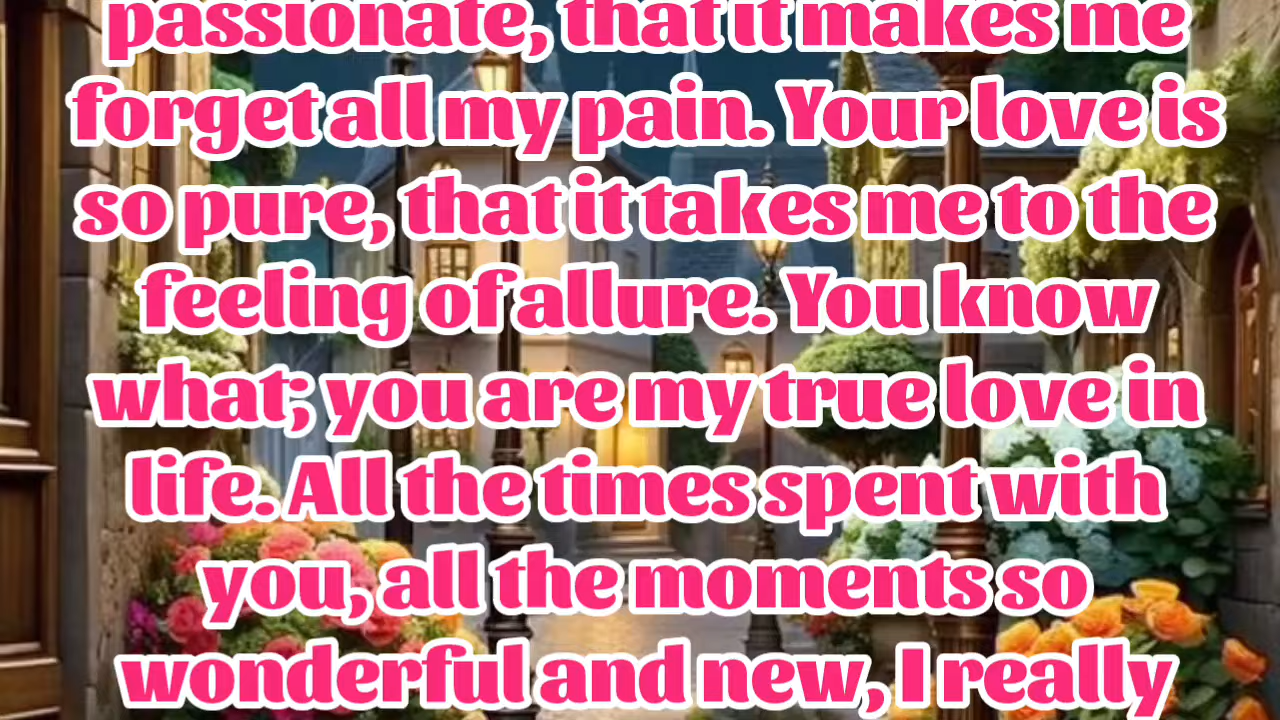 passionate, that it makes me
forget all my pain. Your love is
so pure, that it takes me to the
feeling of allure. You know
what; you are my true love in
life. All the times spent with
you, all the moments so
wonderful and new, I really